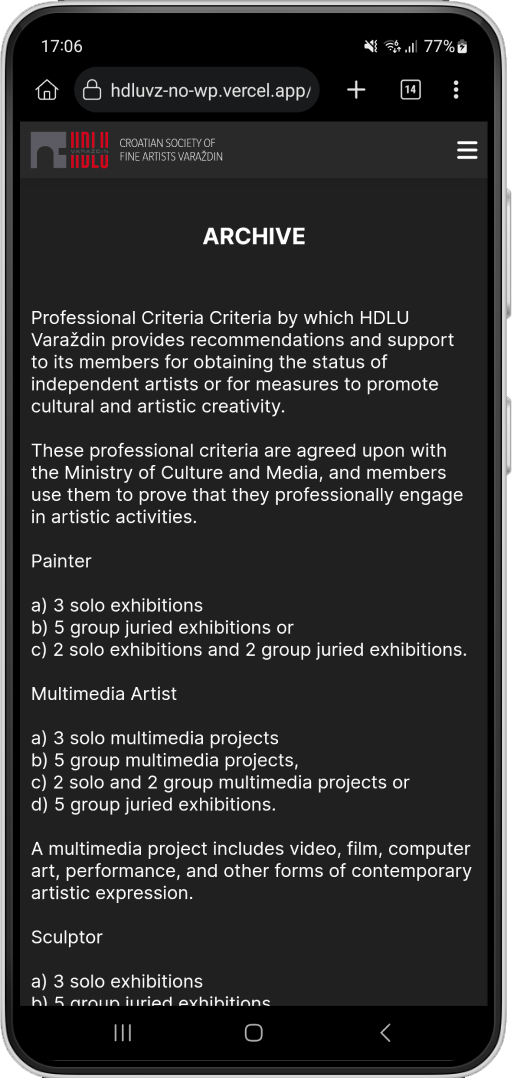 17:06
77%
hdluvz-no-wp.vercel.app/
14
HDLU
VARAŽDIN
CROATIAN SOCIETY OF
FINE ARTISTS VARAŽDIN
ARCHIVE
Professional Criteria Criteria by which HDLU
Varaždin provides recommendations and support
to its members for obtaining the status of
independent artists or for measures to promote
cultural and artistic creativity.
These professional criteria are agreed upon with
the Ministry of Culture and Media, and members
use them to prove that they professionally engage
in artistic activities.
Painter
a) 3 solo exhibitions
b) 5 group juried exhibitions or
c) 2 solo exhibitions and 2 group juried exhibitions.
Multimedia Artist
a) 3 solo multimedia projects
b) 5 group multimedia projects,
c) 2 solo and 2 group multimedia projects or
d) 5 group juried exhibitions.
A multimedia project includes video, film, computer
art, performance, and other forms of contemporary
artistic expression.
Sculptor
a) 3 solo exhibitions
b) 5 group juried exhibitions